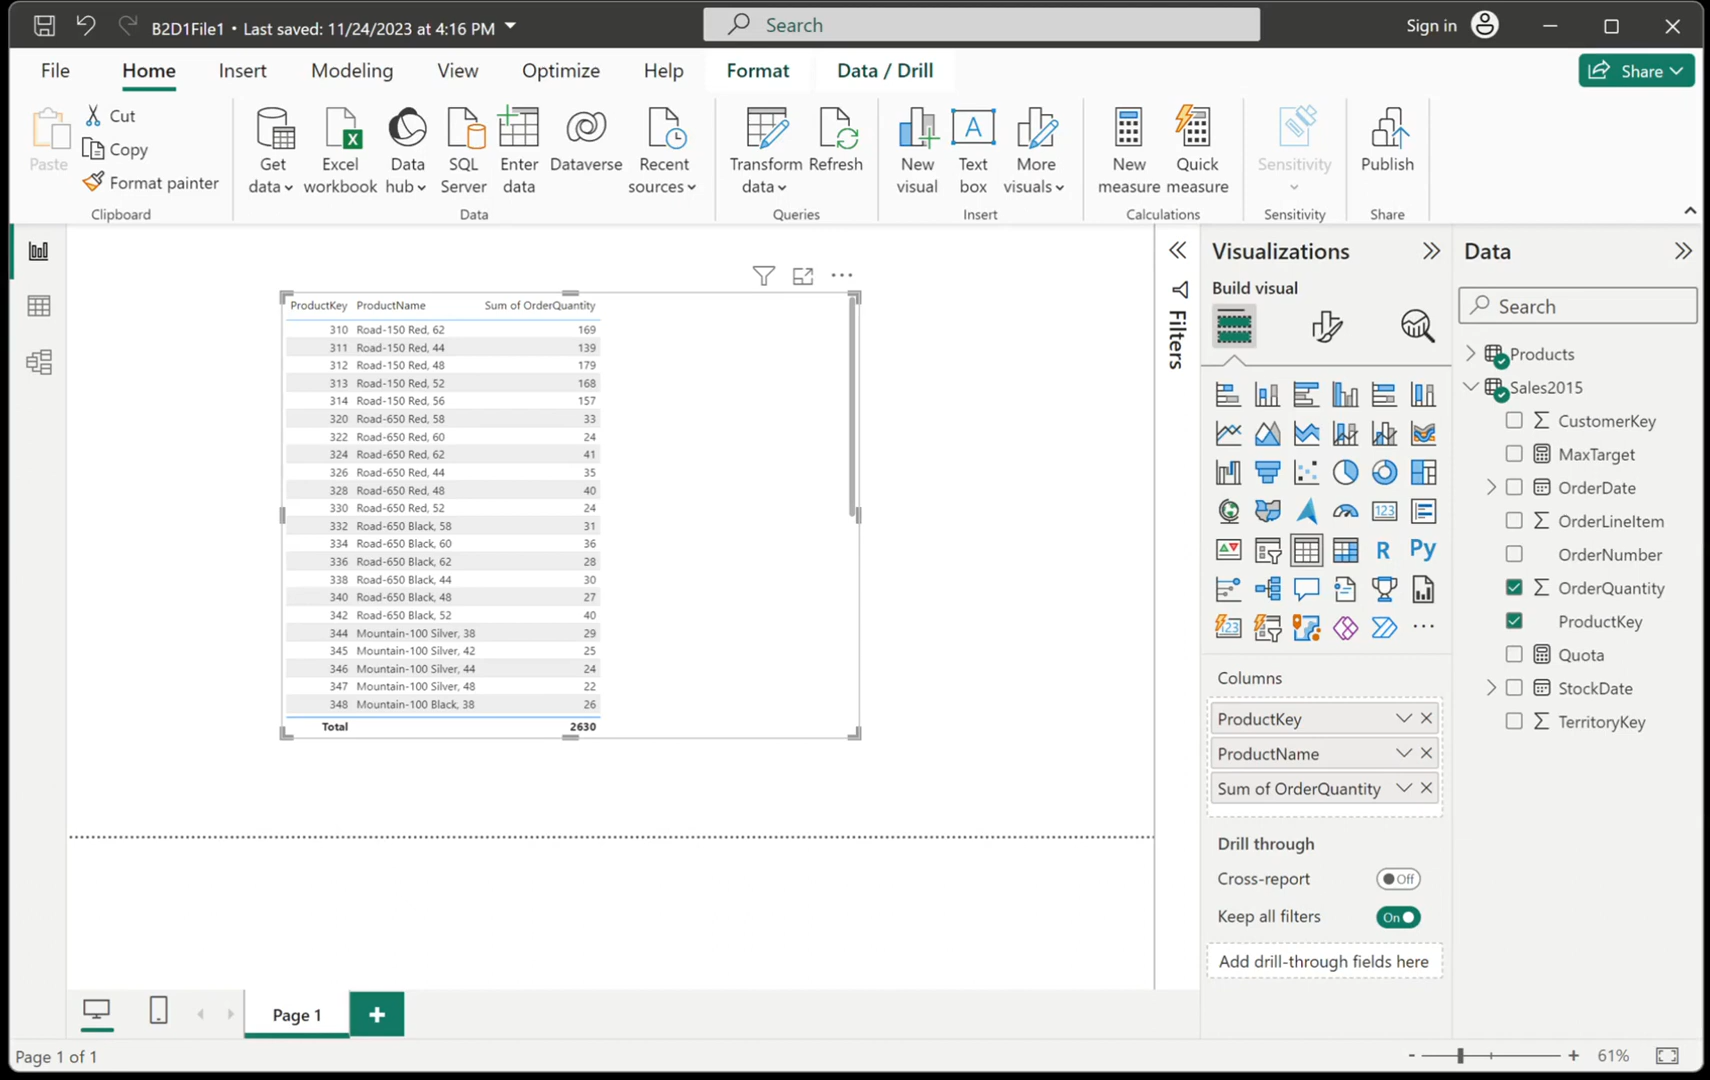 B2D1File1 • Last saved: 11/24/2023 at 4:16 PM
Search
Sign in
File Home Insert Modeling View Optimize Help Format Data / Drill
Share
Paste
Cut
Copy
Format painter
Clipboard
Get data
Excel workbook
Data hub
SQL Server
Enter data
Dataverse
Recent sources
Data
Transform data
Refresh
Queries
New visual
A
Text box
More visuals
Insert
New measure
Quick measure
Calculations
Sensitivity
Sensitivity
Publish
Share
ProductKey ProductName Sum of OrderQuantity
310 Road-150 Red, 62 169
311 Road-150 Red, 44 139
312 Road-150 Red, 48 179
313 Road-150 Red, 52 168
314 Road-150 Red, 56 157
320 Road-650 Red, 58 33
322 Road-650 Red, 60 24
324 Road-650 Red, 62 41
326 Road-650 Red, 44 35
328 Road-650 Red, 48 40
330 Road-650 Red, 52 24
332 Road-650 Black, 58 31
334 Road-650 Black, 60 36
336 Road-650 Black, 62 28
338 Road-650 Black, 44 30
340 Road-650 Black, 48 27
342 Road-650 Black, 52 40
344 Mountain-100 Silver, 38 29
345 Mountain-100 Silver, 42 25
346 Mountain-100 Silver, 44 24
347 Mountain-100 Silver, 48 22
348 Mountain-100 Black, 38 26
Total 2630
Filters
Visualizations
Build visual
123
R
Py
123
Columns
ProductKey
ProductName
Sum of OrderQuantity
Drill through
Cross-report Off
Keep all filters On
Add drill-through fields here
Data
Search
Products
Sales2015
CustomerKey
MaxTarget
OrderDate
OrderLineItem
OrderNumber
OrderQuantity
ProductKey
Quota
StockDate
TerritoryKey
Page 1
Page 1 of 1
61%